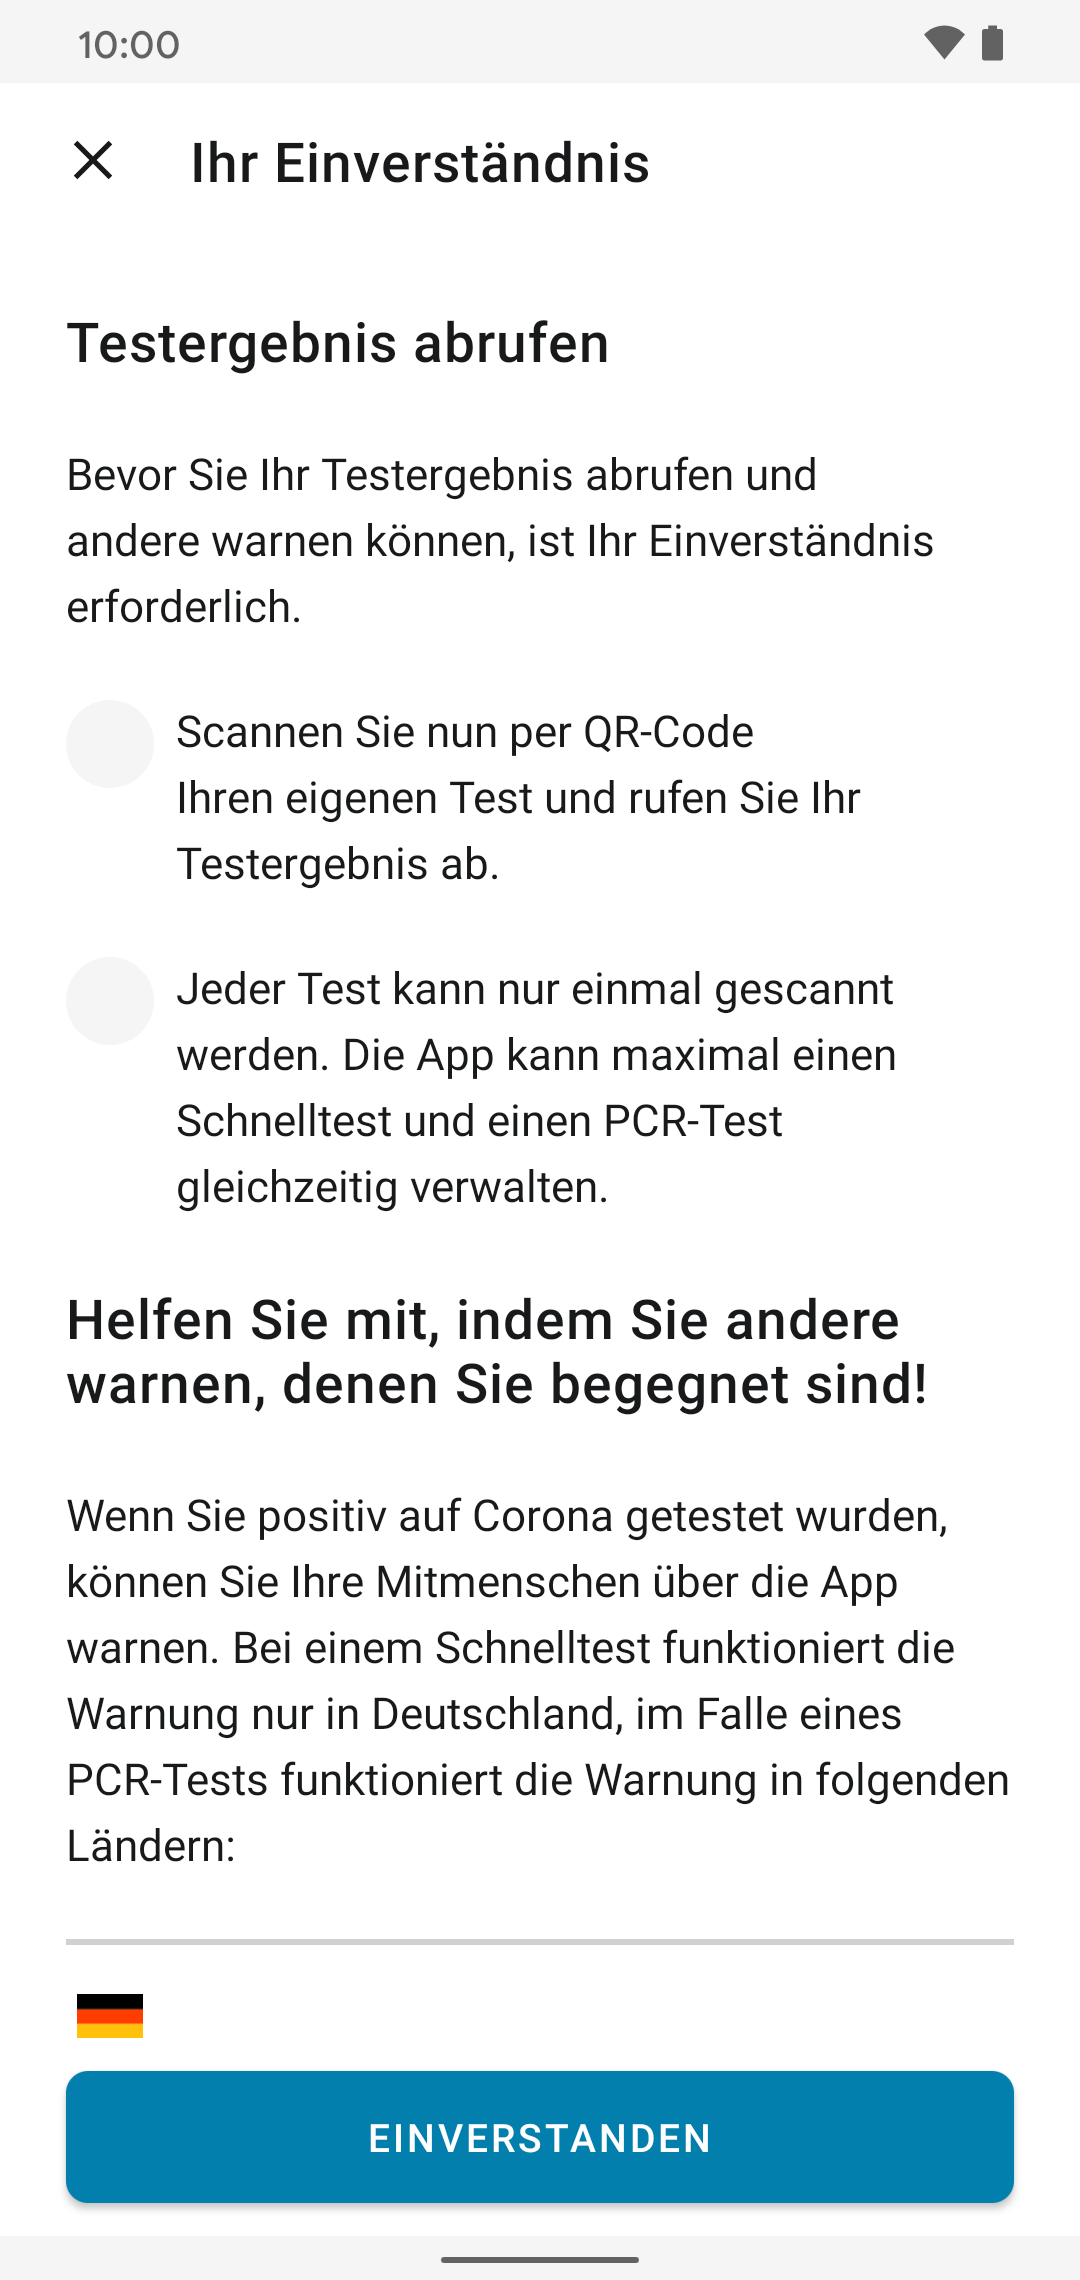 10:00
Ihr Einverständnis
Testergebnis abrufen
Bevor Sie Ihr Testergebnis abrufen und
andere warnen können, ist Ihr Einverständnis
erforderlich.
Scannen Sie nun per QR-Code
Ihren eigenen Test und rufen Sie Ihr
Testergebnis ab.
Jeder Test kann nur einmal gescannt
werden. Die App kann maximal einen
Schnelltest und einen PCR-Test
gleichzeitig verwalten.
Helfen Sie mit, indem Sie andere
warnen, denen Sie begegnet sind!
Wenn Sie positiv auf Corona getestet wurden,
können Sie Ihre Mitmenschen über die App
warnen. Bei einem Schnelltest funktioniert die
Warnung nur in Deutschland, im Falle eines
PCR-Tests funktioniert die Warnung in folgenden
Ländern:
EINVERSTANDEN